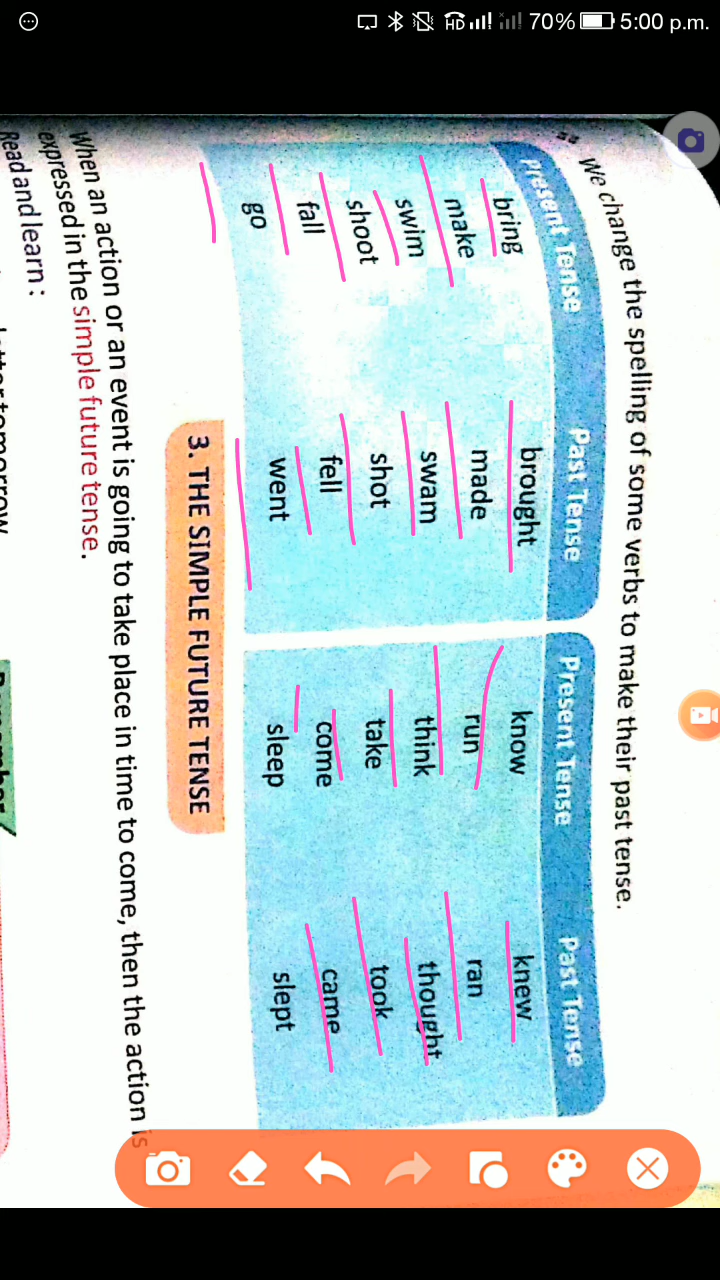 HD 70% 5:00 p.m.
We change the spelling of some verbs to make their past tense.
Present Tense Past Tense Present Tense Past Tense
bring brought know knew
make made run ran
swim swam think thought
shoot shot take took
fall fell come came
go went sleep slept
3. THE SIMPLE FUTURE TENSE
When an action or an event is going to take place in time to come, then the action is
expressed in the simple future tense.
Read and learn :
tomorrow